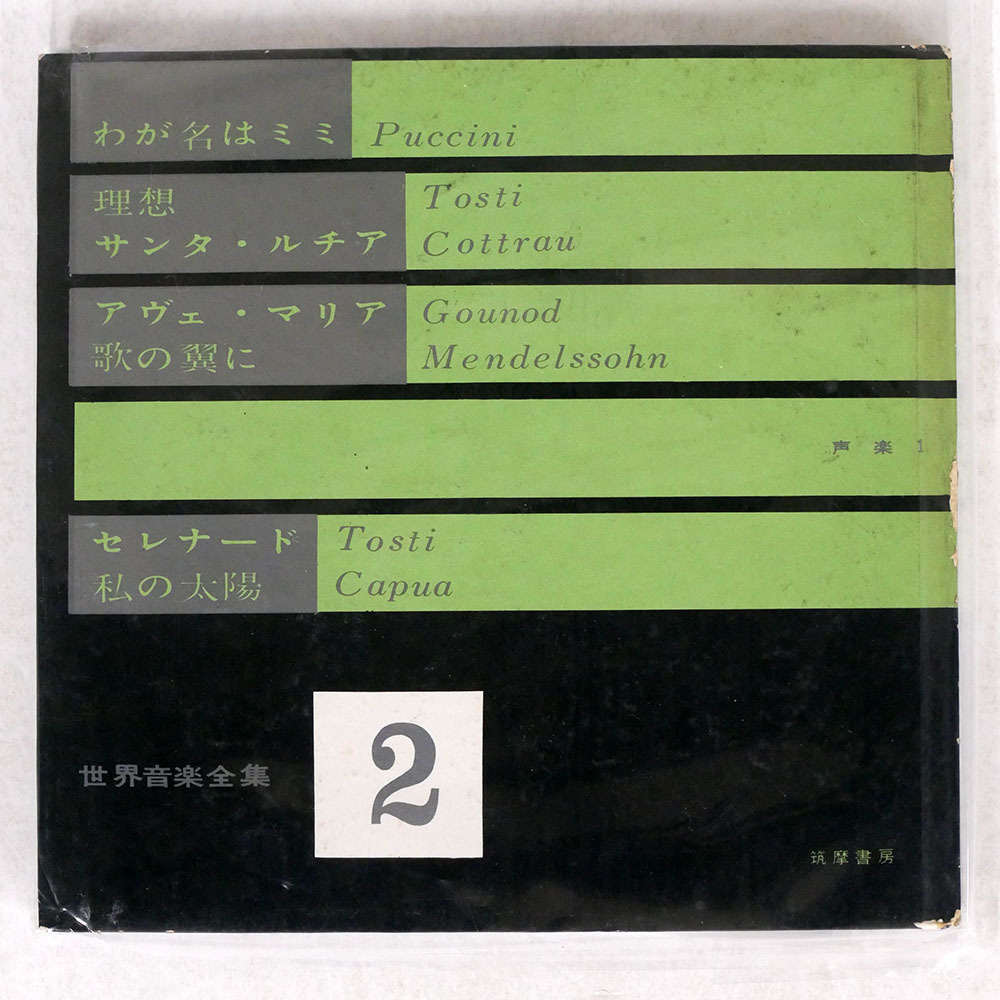 わが名はミミ Puccini
理想 Tosti
サンタ・ルチア Cottrau
アヴェ・マリア Gounod
歌の翼に Mendelssohn
声楽 1
セレナード Tosti
私の太陽 Capua
世界音楽全集 2
筑摩書房